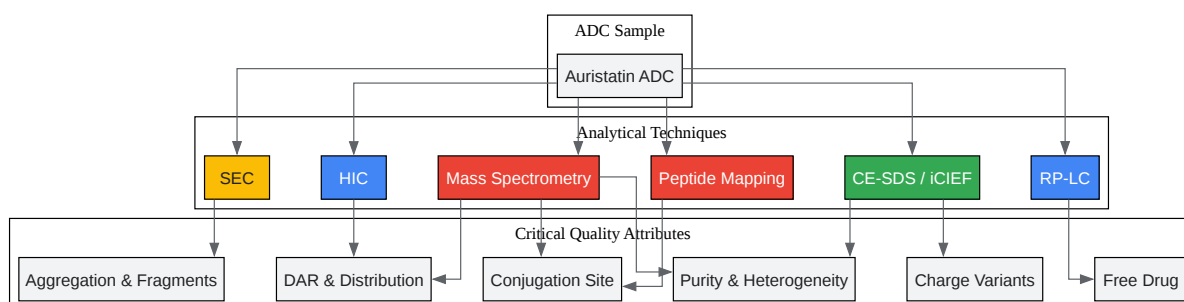 ADC Sample
Auristatin ADC
Analytical Techniques
SEC
HIC
Mass Spectrometry
Peptide Mapping
CE-SDS / iCIEF
RP-LC
Critical Quality Attributes
Aggregation & Fragments
DAR & Distribution
Conjugation Site
Purity & Heterogeneity
Charge Variants
Free Drug